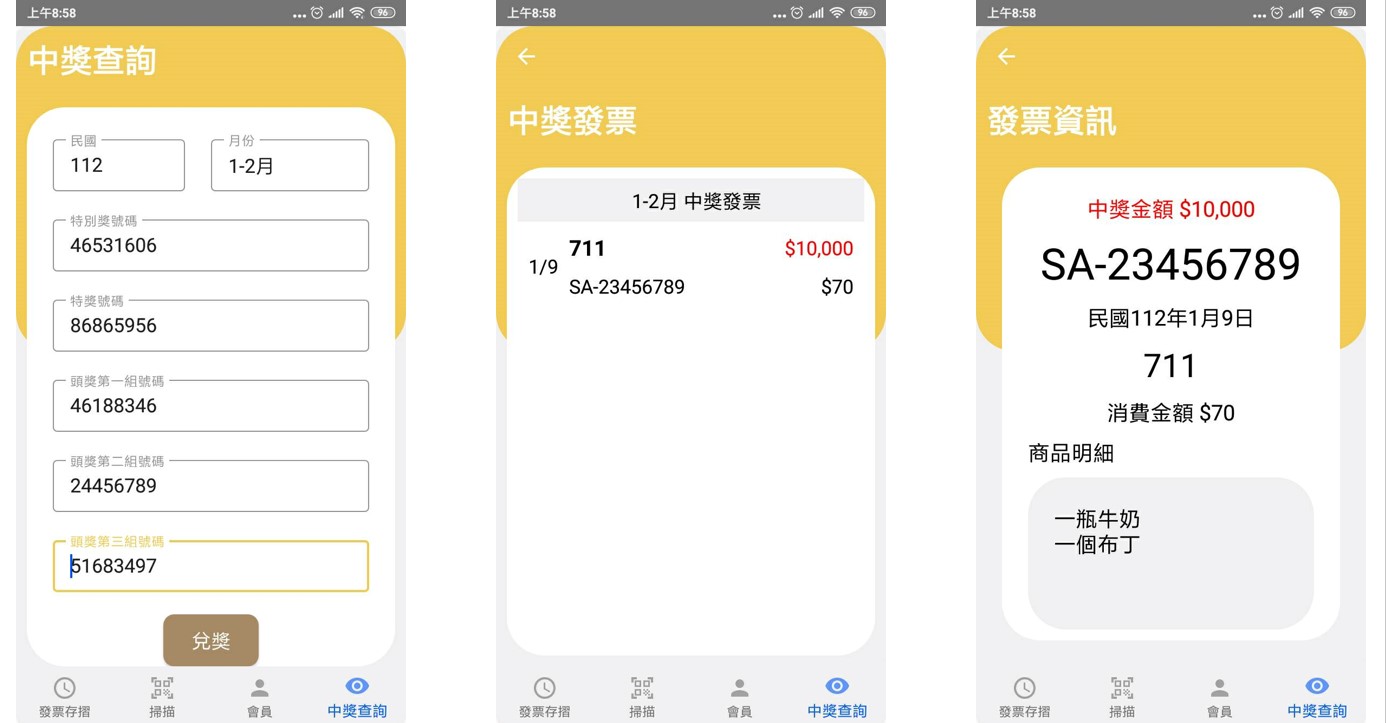 上午8:58
96
中獎查詢
民國
112
月份
1-2月
特別獎號碼
46531606
特獎號碼
86865956
頭獎第一組號碼
46188346
頭獎第二組號碼
24456789
頭獎第三組號碼
51683497
兌獎
發票存摺
掃描
會員
中獎查詢
上午8:58
96
中獎發票
1-2月 中獎發票
711
$10,000
1/9
SA-23456789
$70
發票存摺
掃描
會員
中獎查詢
上午8:58
96
發票資訊
中獎金額 $10,000
SA-23456789
民國112年1月9日
711
消費金額 $70
商品明細
一瓶牛奶
一個布丁
發票存摺
掃描
會員
中獎查詢